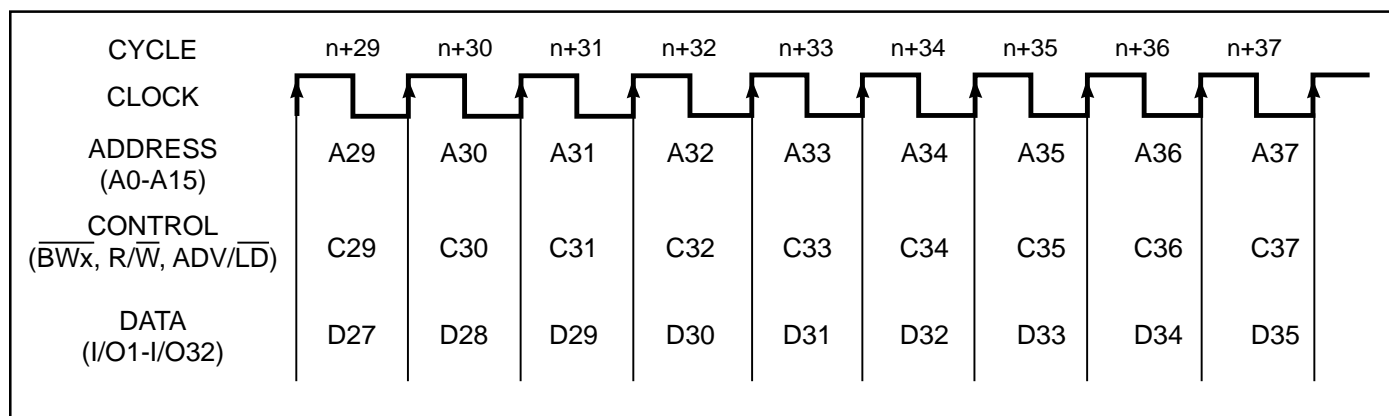 CYCLE n+29 n+30 n+31 n+32 n+33 n+34 n+35 n+36 n+37
CLOCK
ADDRESS
(A0-A15) A29 A30 A31 A32 A33 A34 A35 A36 A37
CONTROL
(B̅W̅x̅, R/W̅, ADV/L̅D̅) C29 C30 C31 C32 C33 C34 C35 C36 C37
DATA
(I/O1-I/O32) D27 D28 D29 D30 D31 D32 D33 D34 D35